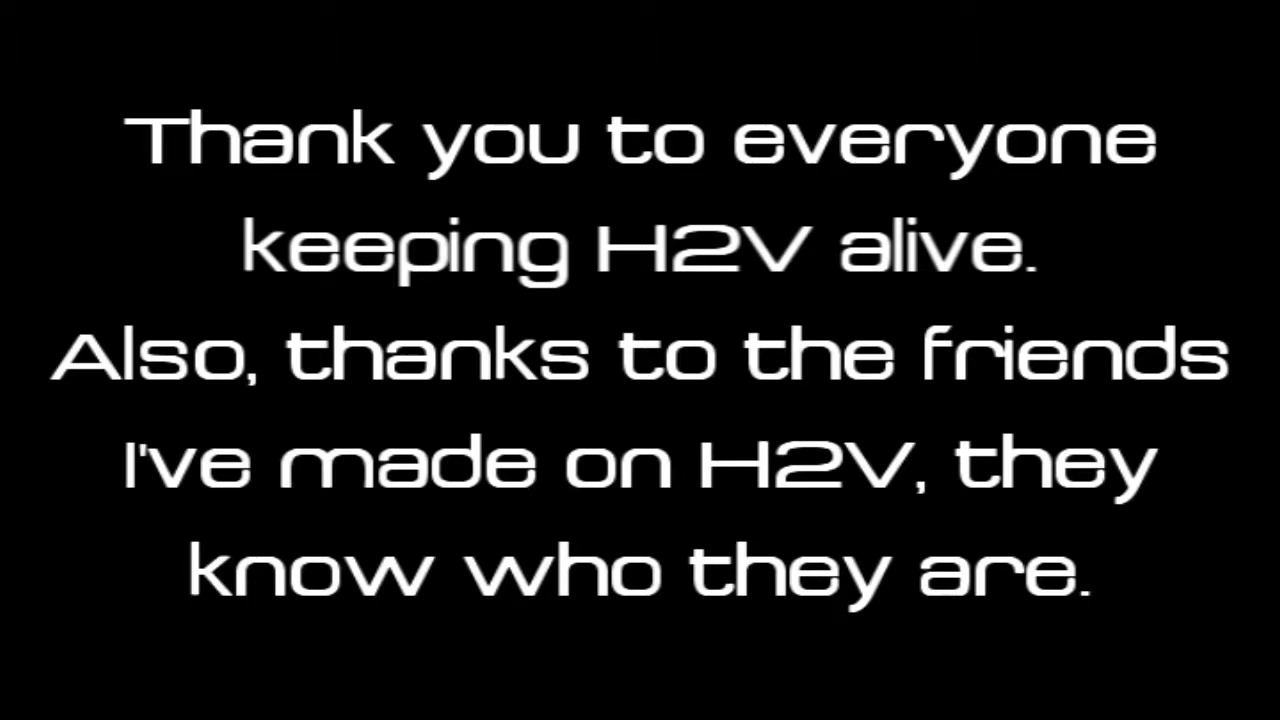 Thank you to everyone
keeping H2V alive.
Also, thanks to the friends
I've made on H2V, they
know who they are.